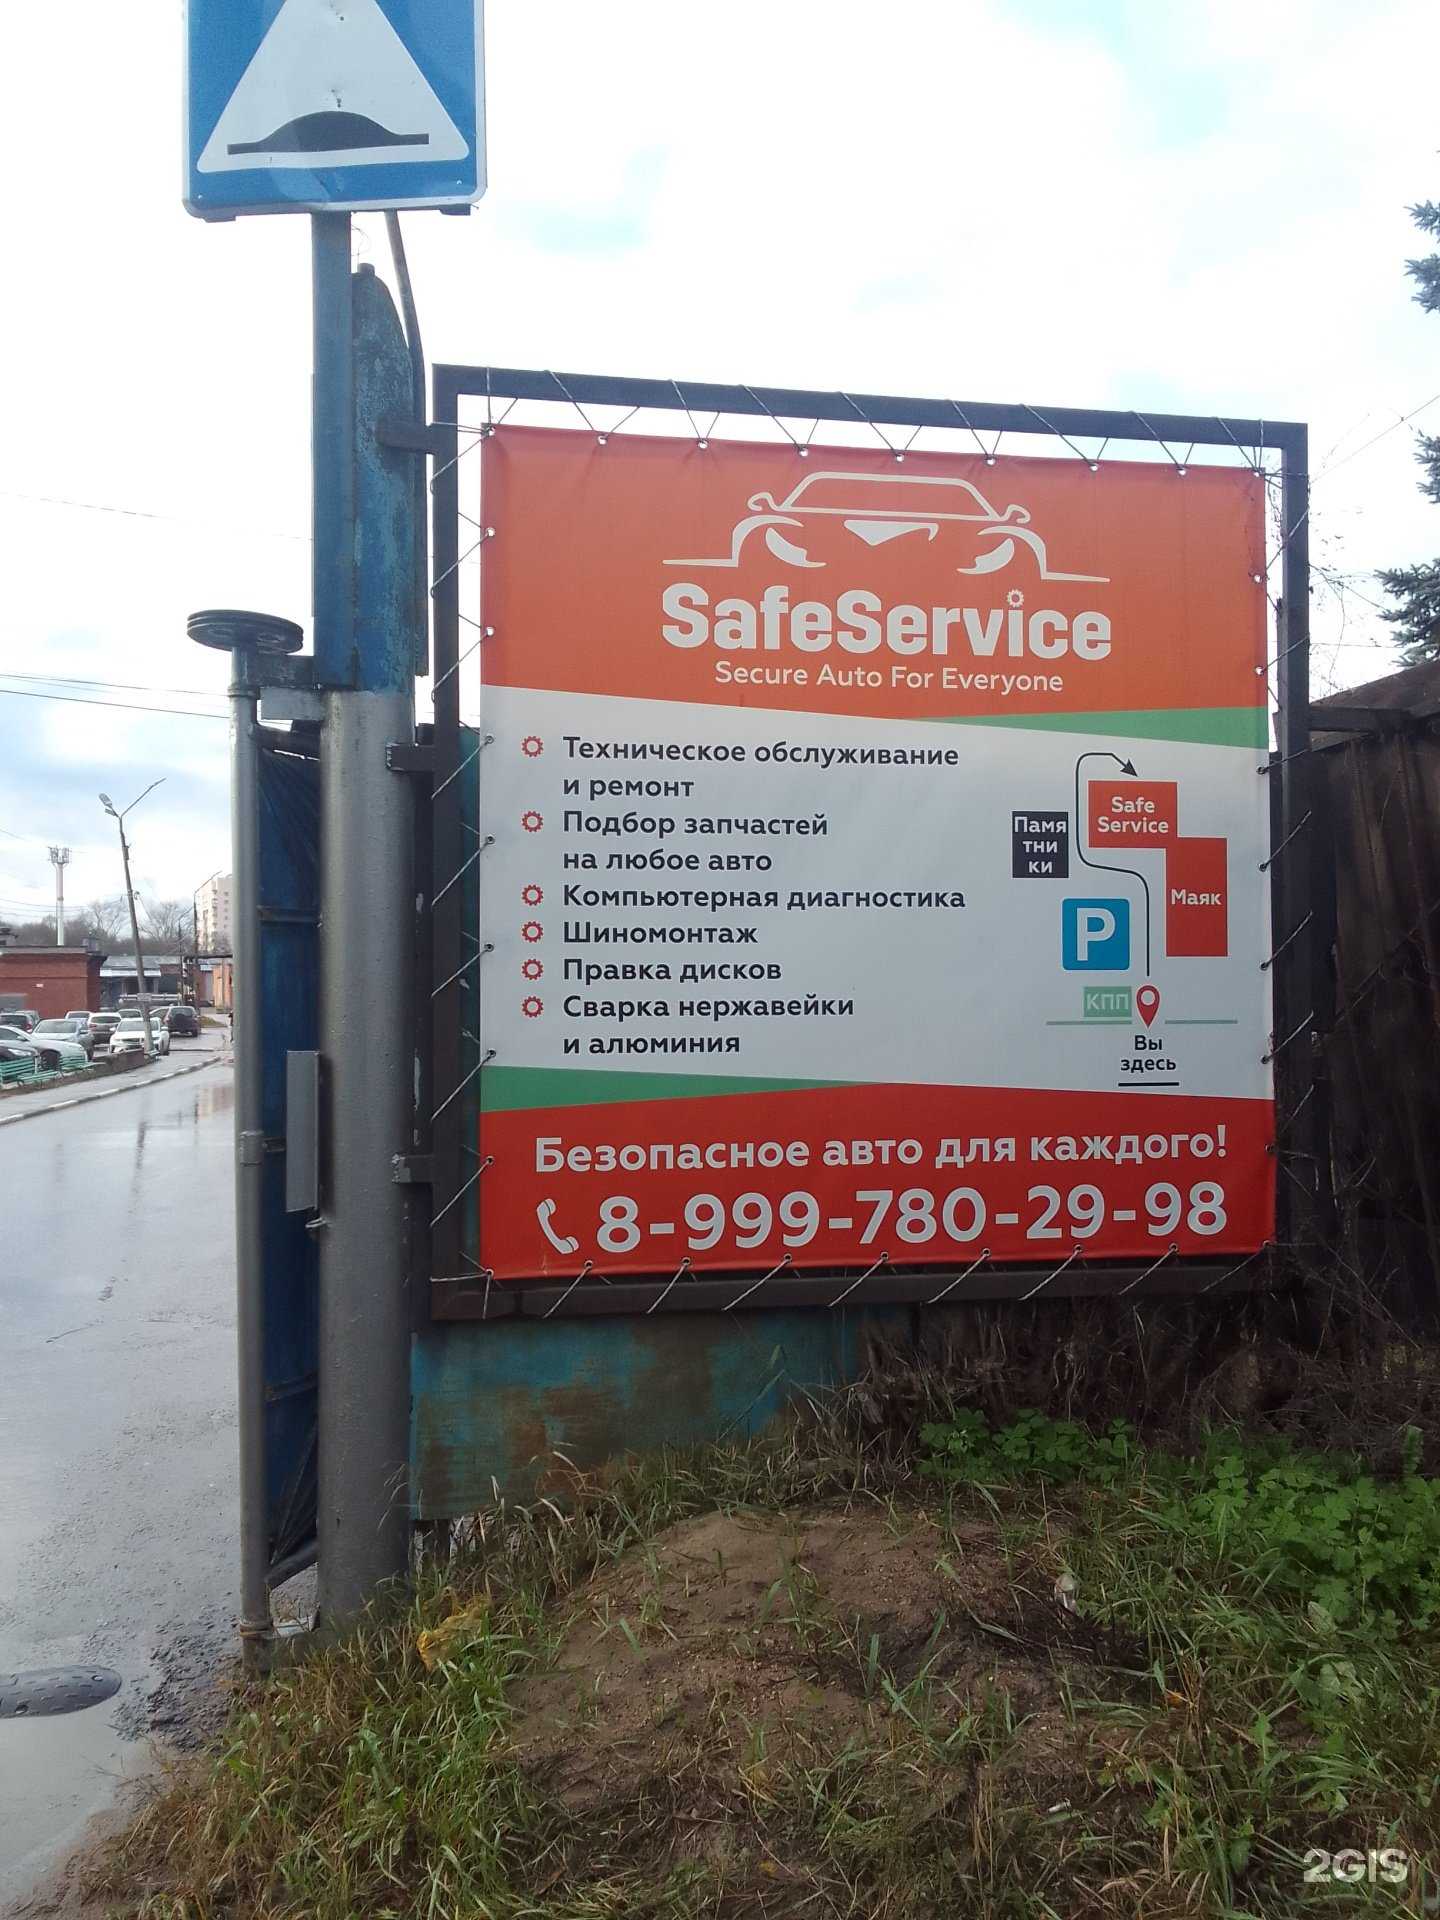 SafeService
Secure Auto For Everyone
Техническое обслуживание
и ремонт
Подбор запчастей
на любое авто
Компьютерная диагностика
Шиномонтаж
Правка дисков
Сварка нержавейки
и алюминия
Safe
Service
Памя
тни
ки
Маяк
P
КПП
Вы
здесь
Безопасное авто для каждого!
8-999-780-29-98
2GIS